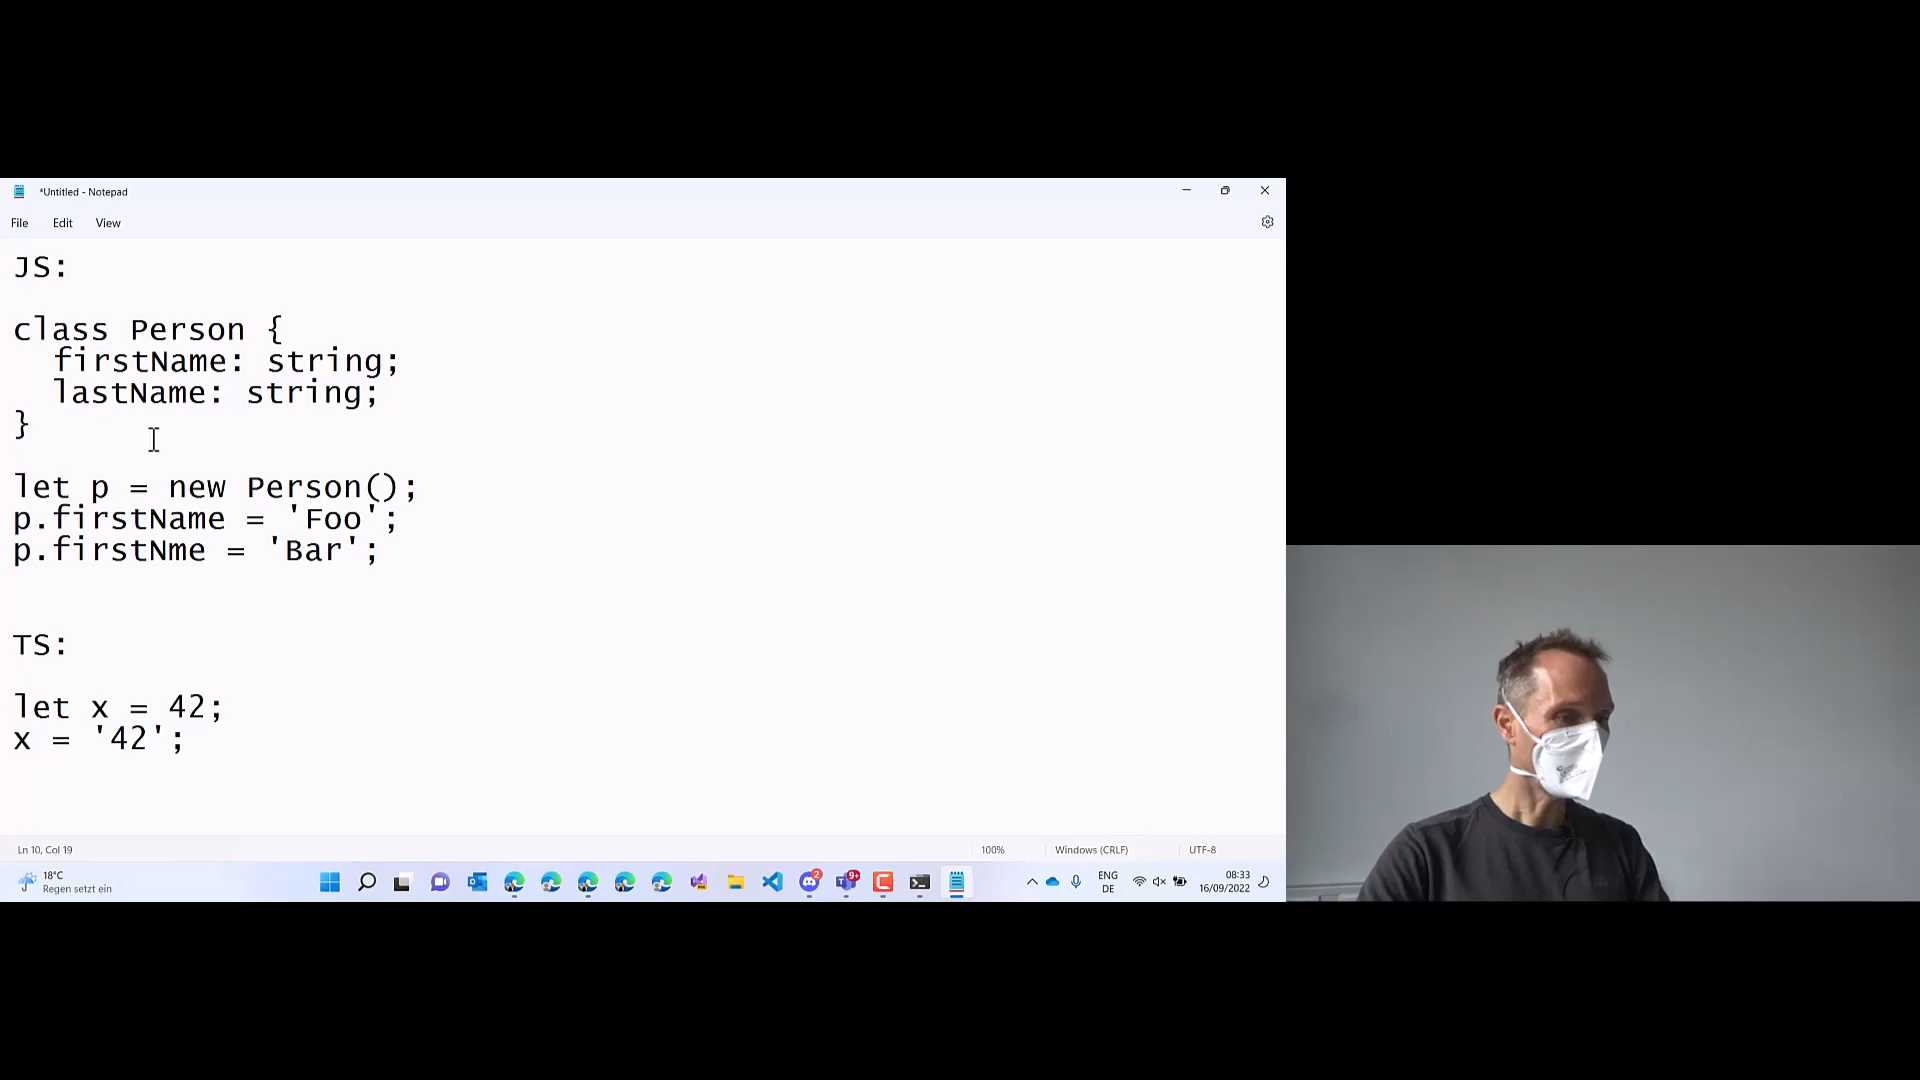 *Untitled - Notepad
File Edit View
JS:
class Person {
firstName: string;
lastName: string;
}
let p = new Person();
p.firstName = 'Foo';
p.firstNme = 'Bar';
TS:
let x = 42;
x = '42';
Ln 10, Col 19
100%
Windows (CRLF)
UTF-8
18°C
Regen setzt ein
2
9+
ENG
DE
08:33
16/09/2022